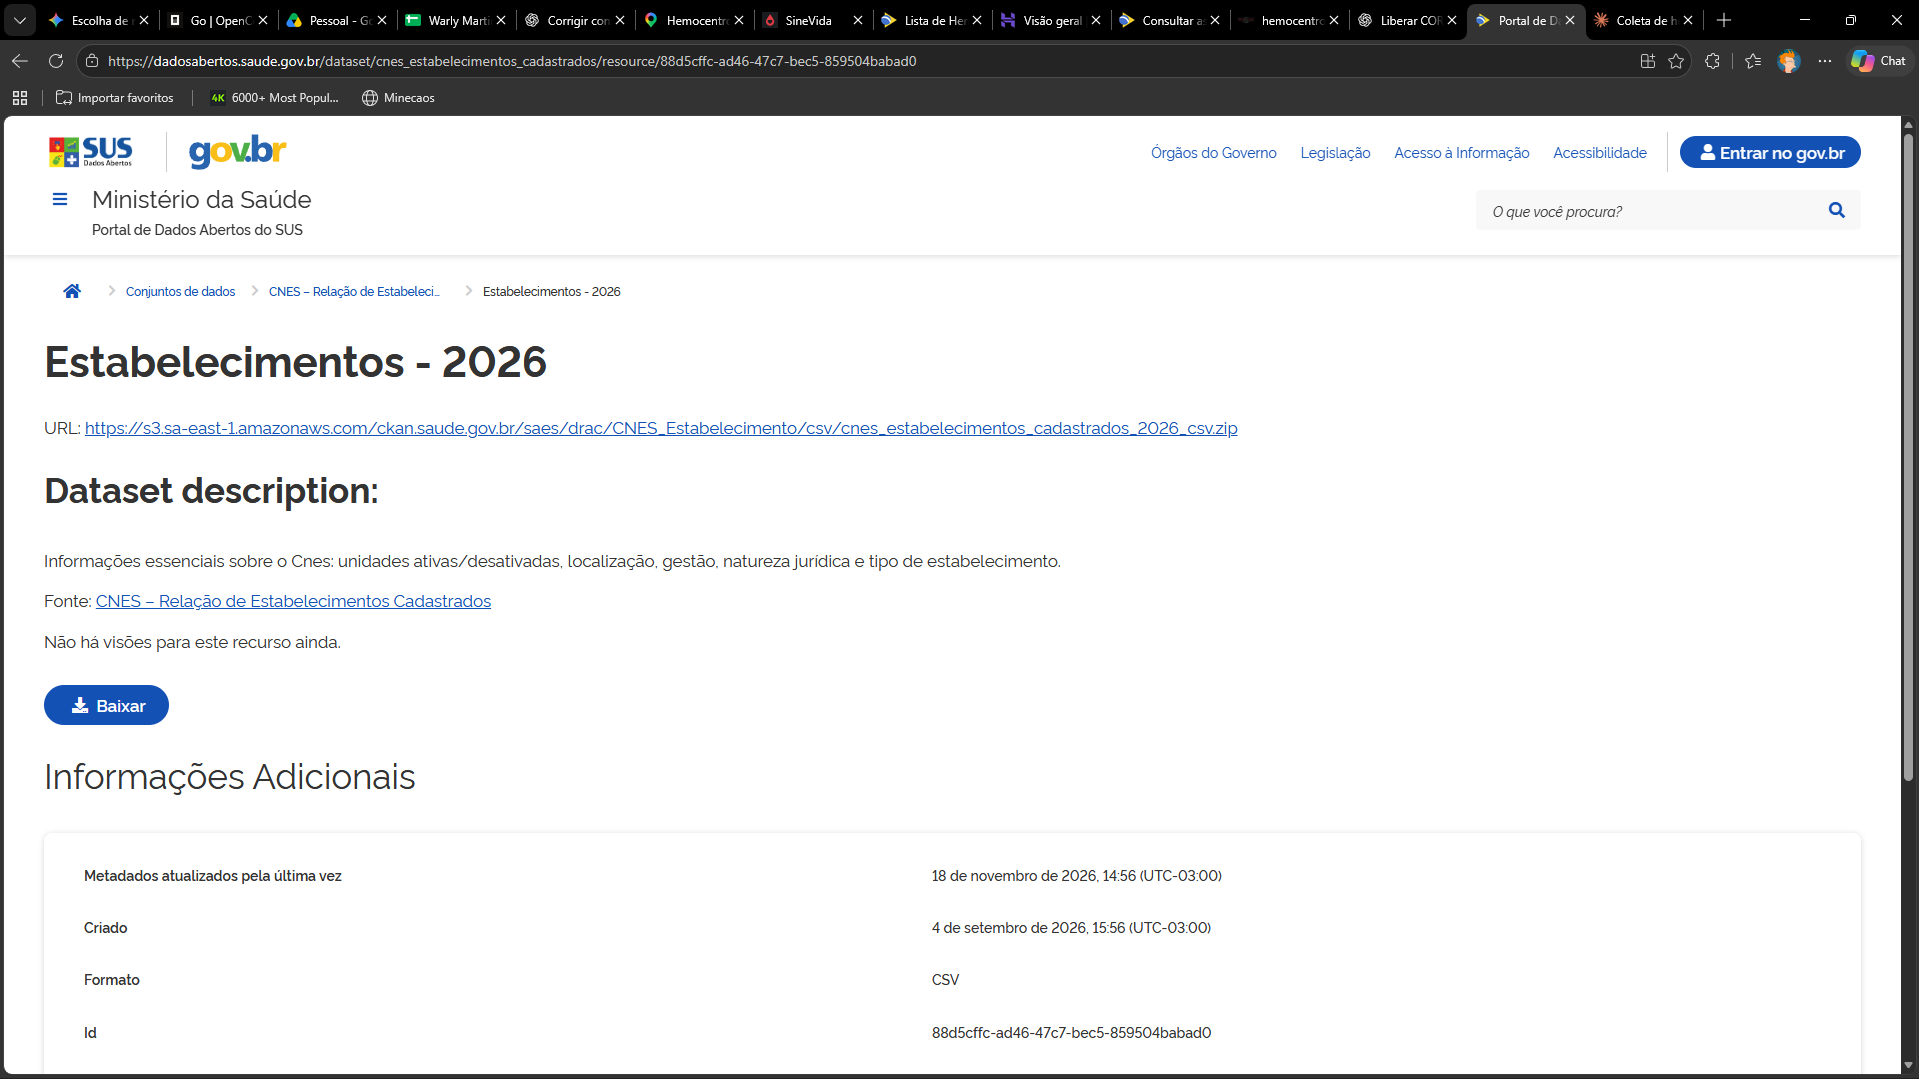 Escolha de r
Go | OpenC
Pessoal - Go
Warly Marti
Corrigir con
Hemocentro
SineVida
Lista de He
Visão geral
Consultar a
hemocentro
Liberar COR
Portal de Da
Coleta de h
https://dadosabertos.saude.gov.br/dataset/cnes_estabelecimentos_cadastrados/resource/88d5cffc-ad46-47c7-bec5-859504babad0
Chat
Importar favoritos
4K 6000+ Most Popul...
Minecaos
SUS
Dados Abertos
gov.br
Órgãos do Governo
Legislação
Acesso à Informação
Acessibilidade
Entrar no gov.br
Ministério da Saúde
Portal de Dados Abertos do SUS
O que você procura?
Conjuntos de dados
CNES – Relação de Estabeleci...
Estabelecimentos - 2026
Estabelecimentos - 2026
URL: https://s3.sa-east-1.amazonaws.com/ckan.saude.gov.br/saes/drac/CNES_Estabelecimento/csv/cnes_estabelecimentos_cadastrados_2026_csv.zip
Dataset description:
Informações essenciais sobre o Cnes: unidades ativas/desativadas, localização, gestão, natureza jurídica e tipo de estabelecimento.
Fonte: CNES – Relação de Estabelecimentos Cadastrados
Não há visões para este recurso ainda.
Baixar
Informações Adicionais
Metadados atualizados pela última vez
18 de novembro de 2026, 14:56 (UTC-03:00)
Criado
4 de setembro de 2026, 15:56 (UTC-03:00)
Formato
CSV
Id
88d5cffc-ad46-47c7-bec5-859504babad0